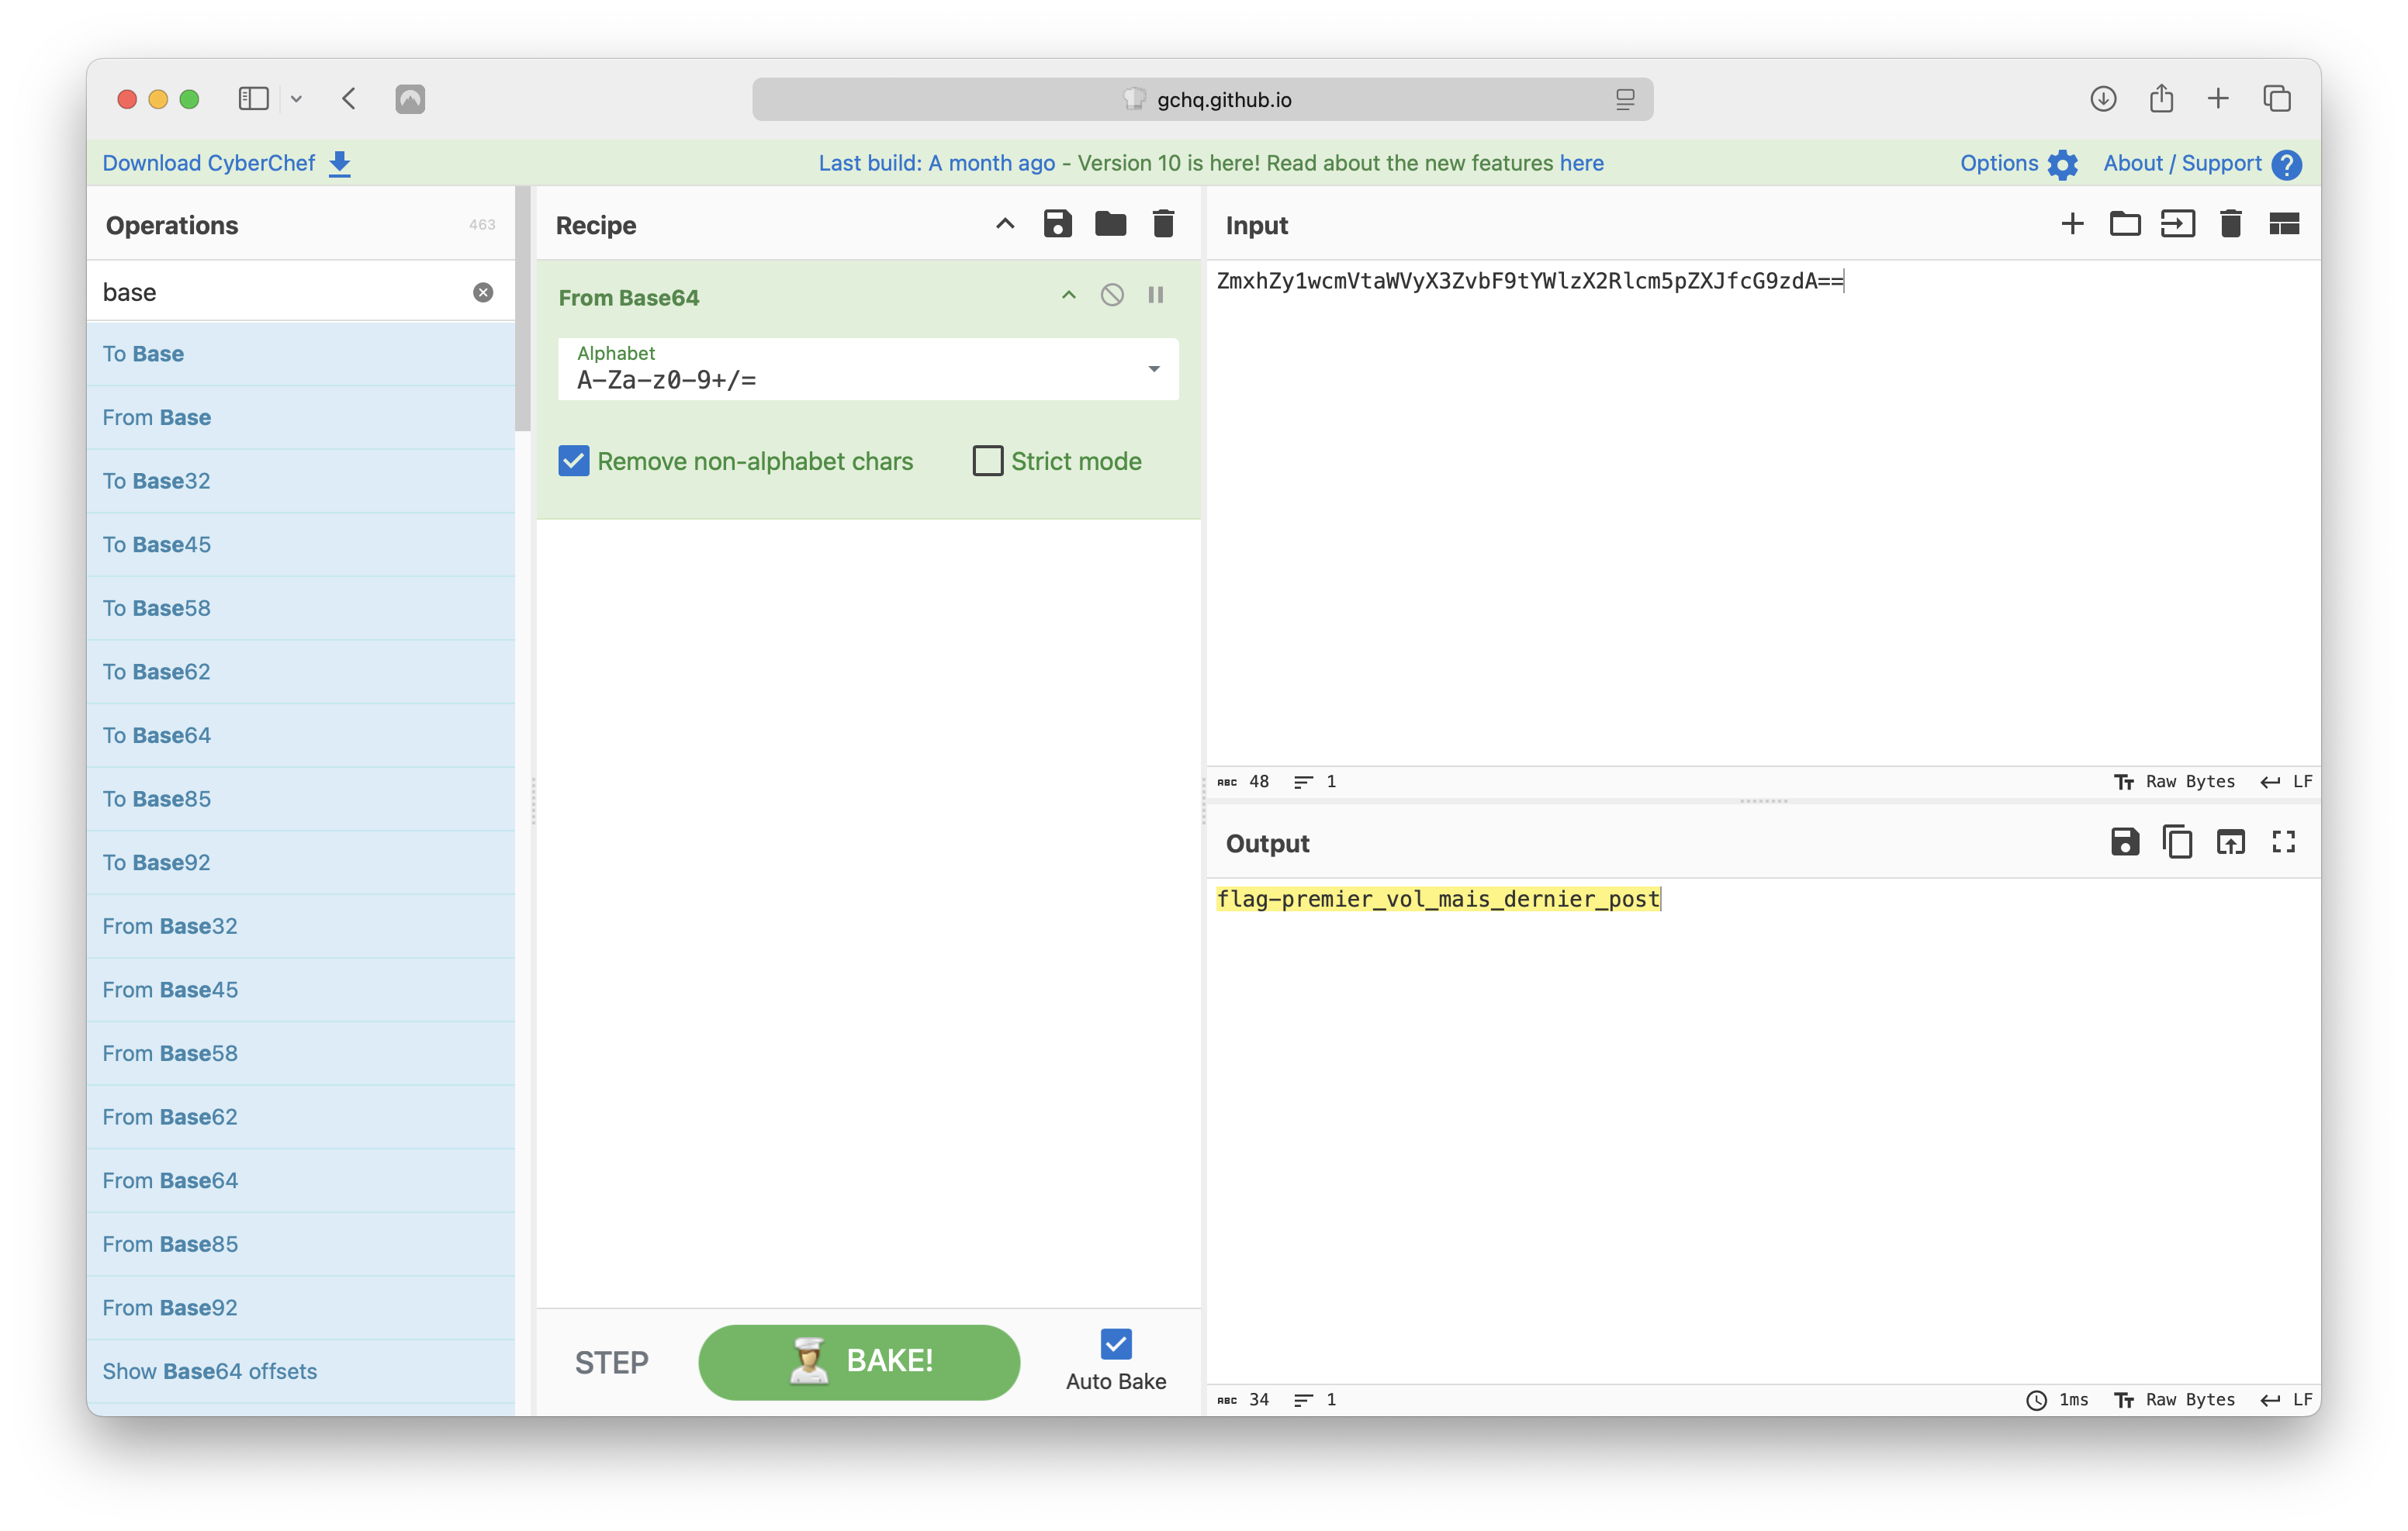 gchq.github.io
Download CyberChef
Last build: A month ago - Version 10 is here! Read about the new features here
Options
About / Support
Operations
463
base
To Base
From Base
To Base32
To Base45
To Base58
To Base62
To Base64
To Base85
To Base92
From Base32
From Base45
From Base58
From Base62
From Base64
From Base85
From Base92
Show Base64 offsets
Recipe
From Base64
Alphabet
A-Za-z0-9+/=
Remove non-alphabet chars
Strict mode
STEP
BAKE!
Auto Bake
Input
ZmxhZy1wcmVtaWVyX3ZvbF9tYWlzX2Rlcm5pZXJfcG9zdA==
ABC 48 1
Raw Bytes LF
Output
flag-premier_vol_mais_dernier_post
ABC 34 1
1ms Raw Bytes LF